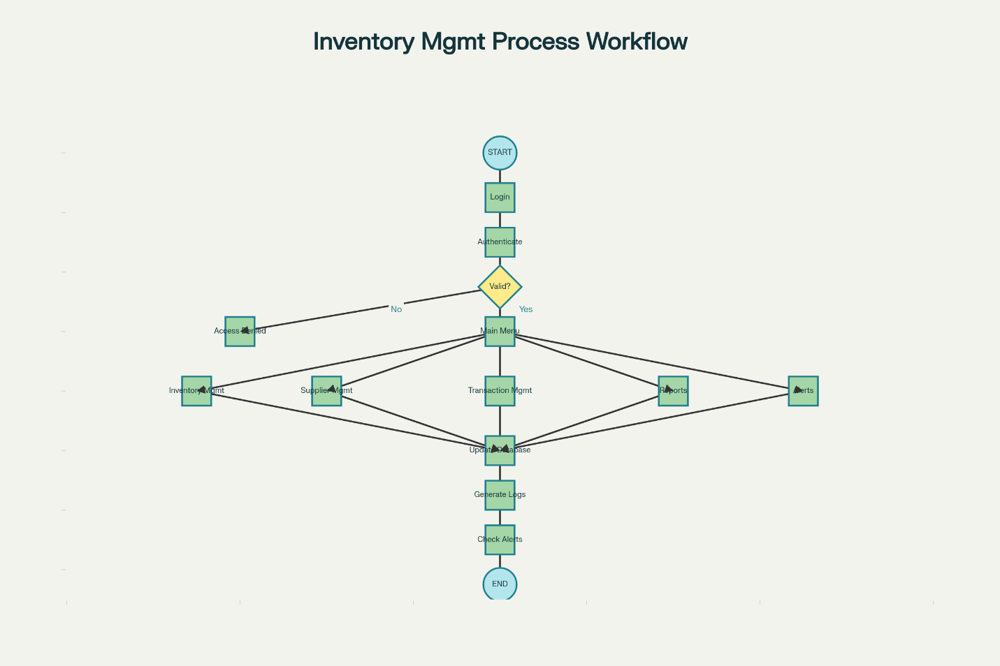 Inventory Mgmt Process Workflow
START
Login
Authenticate
Valid?
No
Yes
Access Denied
Main Menu
Inventory Mgmt
Supplier Mgmt
Transaction Mgmt
Reports
Alerts
Update Database
Generate Logs
Check Alerts
END